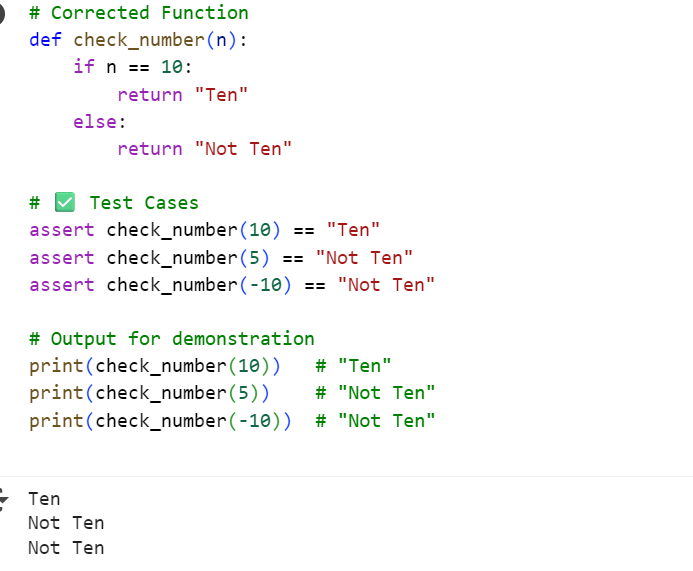 # Corrected Function
def check_number(n):
    if n == 10:
        return "Ten"
    else:
        return "Not Ten"

# ✅ Test Cases
assert check_number(10) == "Ten"
assert check_number(5) == "Not Ten"
assert check_number(-10) == "Not Ten"

# Output for demonstration
print(check_number(10))   # "Ten"
print(check_number(5))    # "Not Ten"
print(check_number(-10))  # "Not Ten"

Ten
Not Ten
Not Ten